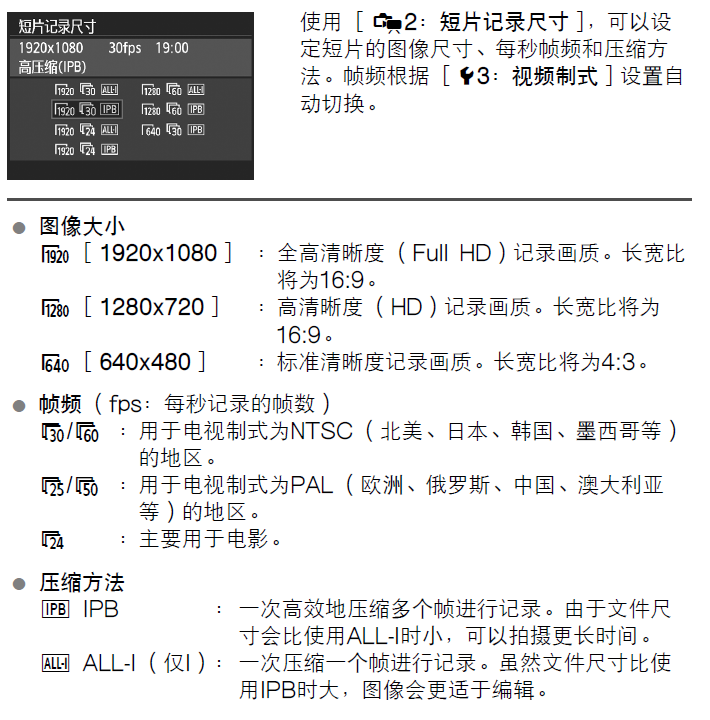 短片记录尺寸
1920x1080 30fps 19:00
高压缩(IPB)
1920 30 ALL-I 1280 60 ALL-I
1920 30 IPB 1280 60 IPB
1920 24 ALL-I 640 30 IPB
1920 24 IPB
使用［2：短片记录尺寸］，可以设
定短片的图像尺寸、每秒帧频和压缩方
法。帧频根据［3：视频制式］设置自
动切换。
● 图像大小
1920［1920x1080］：全高清晰度（Full HD）记录画质。长宽比
将为16:9。
1280［1280x720］：高清晰度（HD）记录画质。长宽比将为
16:9。
640［640x480］：标准清晰度记录画质。长宽比将为4:3。
● 帧频（fps：每秒记录的帧数）
30/60：用于电视制式为NTSC（北美、日本、韩国、墨西哥等）
的地区。
25/50：用于电视制式为PAL（欧洲、俄罗斯、中国、澳大利亚
等）的地区。
24：主要用于电影。
● 压缩方法
IPB IPB：一次高效地压缩多个帧进行记录。由于文件尺
寸会比使用ALL-I时小，可以拍摄更长时间。
ALL-I ALL-I（仅I）：一次压缩一个帧进行记录。虽然文件尺寸比使
用IPB时大，图像会更适于编辑。